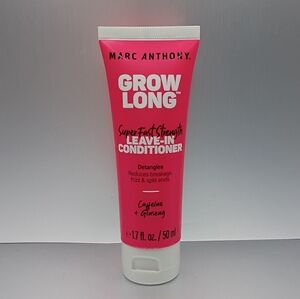 MARC ANTHONY.
GROW
LONG™
Super Fast Strength
LEAVE-IN
CONDITIONER
Detangles
Reduces breakage,
frizz & split ends.
Caffeine
+ Ginseng
e 1.7 fl. oz. / 50 ml